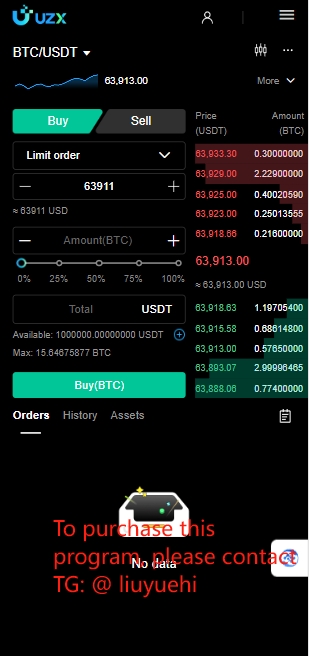 UZX
BTC/USDT
63,913.00
More
Buy
Sell
Price
(USDT)
Amount
(BTC)
Limit order
63911
≈ 63911 USD
Amount(BTC)
0% 25% 50% 75% 100%
Total USDT
Available: 1000000.00000000 USDT
Max: 15.64675877 BTC
Buy(BTC)
63,933.30 0.30000000
63,929.00 2.22900000
63,925.00 0.40020590
63,923.00 0.25013555
63,918.66 0.21600000
63,913.00
≈ 63,913.00 USD
63,918.63 1.19705400
63,915.58 0.68614800
63,913.00 0.57650000
63,893.07 2.99996465
63,888.06 0.77400000
Orders History Assets
No data
To purchase this
program, please contact
TG: @ liuyuehi